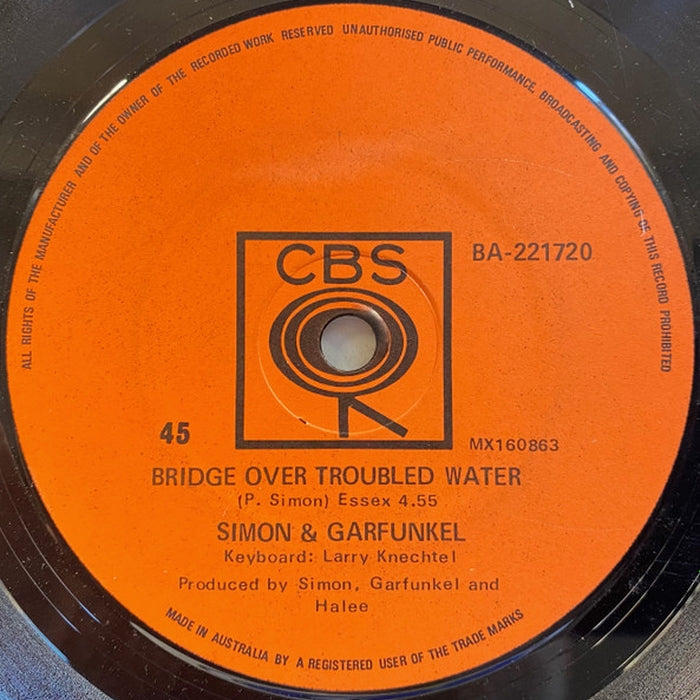 ALL RIGHTS OF THE MANUFACTURER AND OF THE OWNER OF THE RECORDED WORK RESERVED UNAUTHORISED PUBLIC PERFORMANCE, BROADCASTING AND COPYING OF THIS RECORD PROHIBITED
CBS
BA-221720
45
MX160863
BRIDGE OVER TROUBLED WATER
(P. Simon) Essex 4.55
SIMON & GARFUNKEL
Keyboard: Larry Knechtel
Produced by Simon, Garfunkel and
Halee
MADE IN AUSTRALIA BY A REGISTERED USER OF THE TRADE MARKS